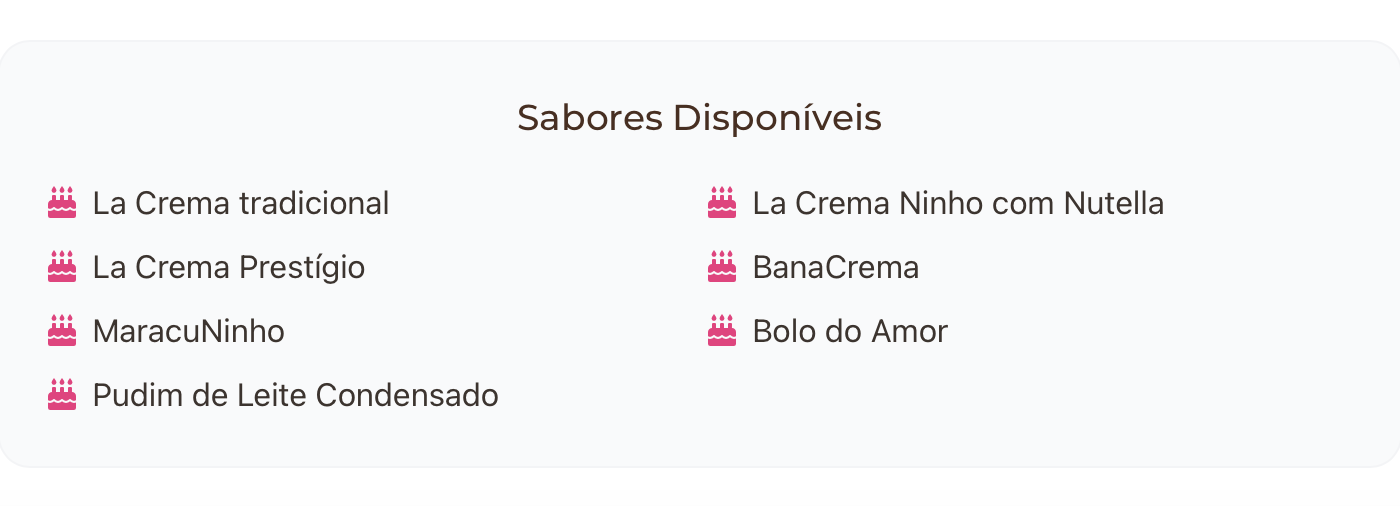 Sabores Disponíveis
La Crema tradicional
La Crema Ninho com Nutella
La Crema Prestígio
BanaCrema
MaracuNinho
Bolo do Amor
Pudim de Leite Condensado